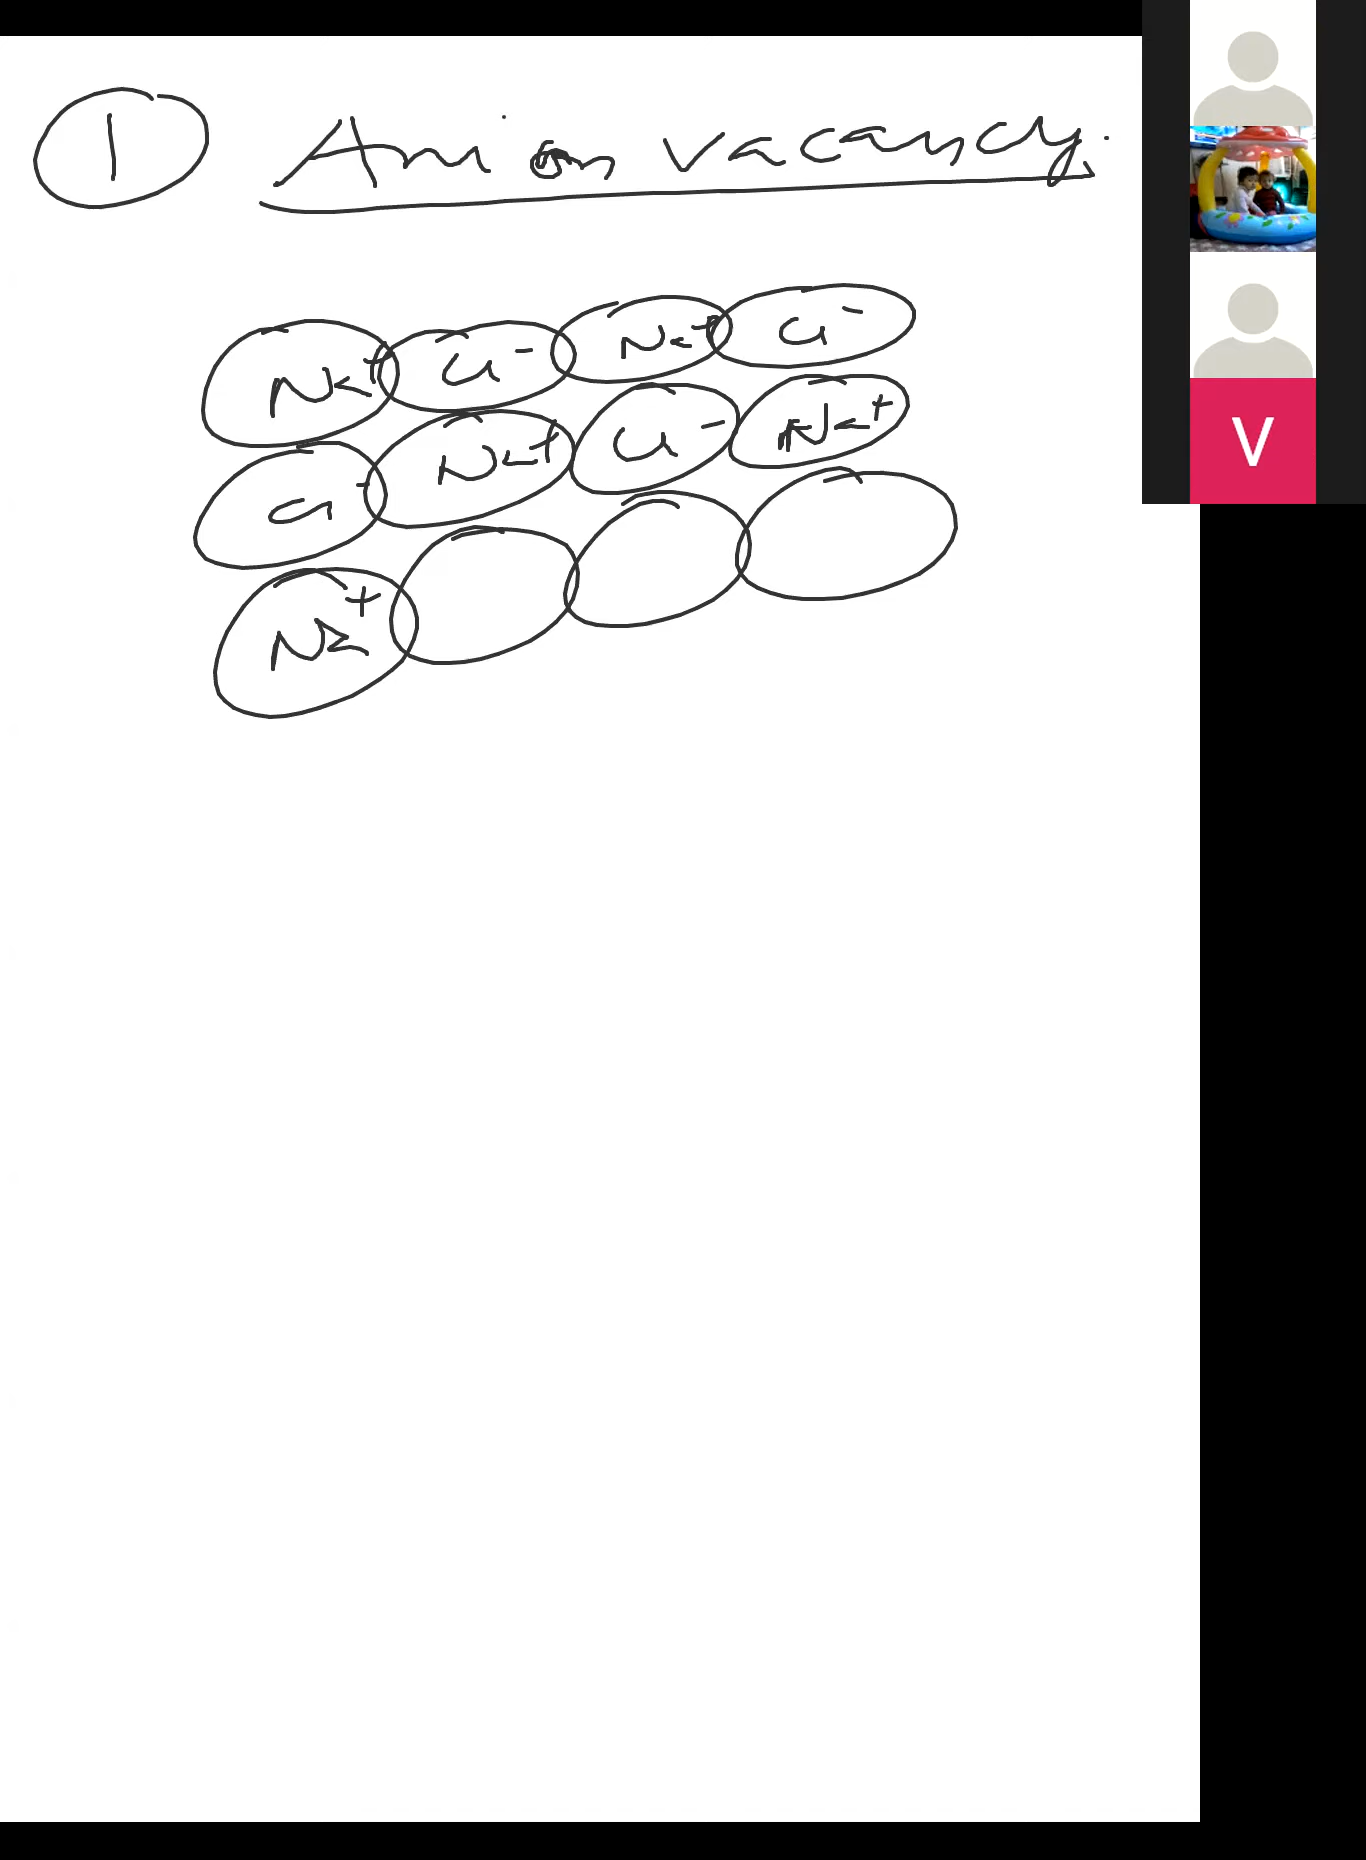 1 Anion vacancy.
Na+ Cl- Na+ Cl-
Cl- Na+ Cl- Na+
Na+
V